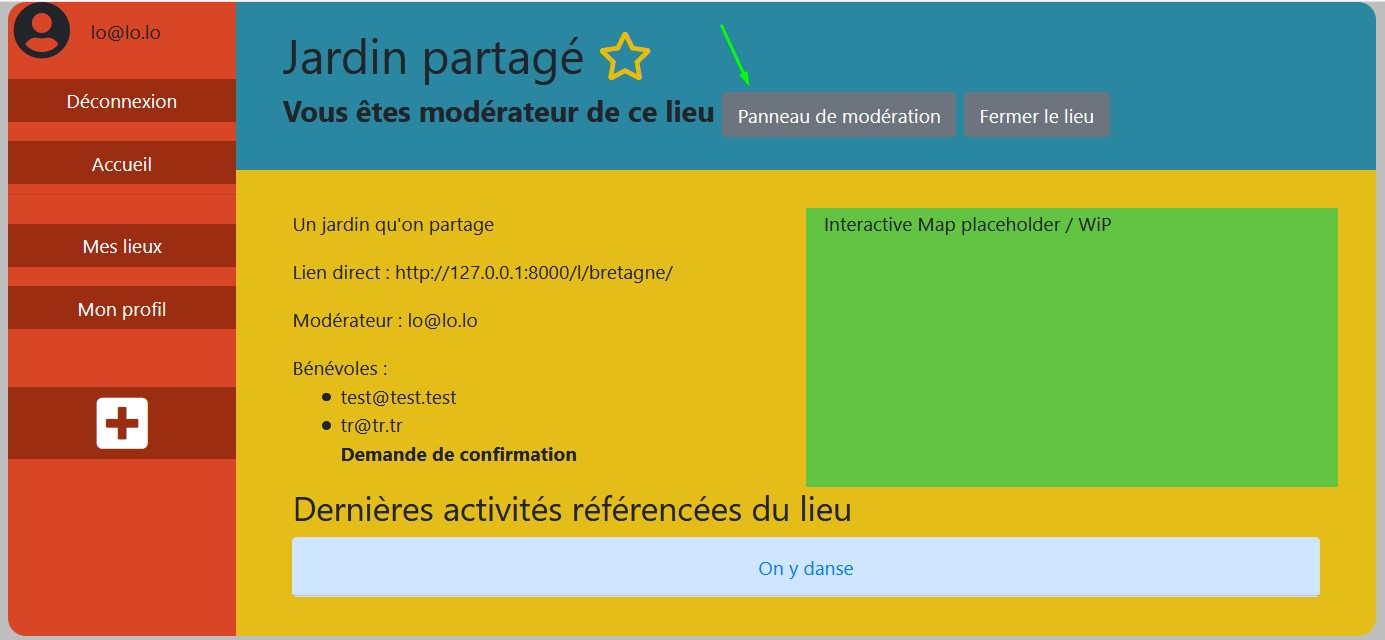 lo@lo.lo
Déconnexion
Accueil
Mes lieux
Mon profil
Jardin partagé
Vous êtes modérateur de ce lieu Panneau de modération Fermer le lieu
Un jardin qu'on partage
Lien direct : http://127.0.0.1:8000/l/bretagne/
Modérateur : lo@lo.lo
Bénévoles :
test@test.test
tr@tr.tr
Demande de confirmation
Interactive Map placeholder / WiP
Dernières activités référencées du lieu
On y danse